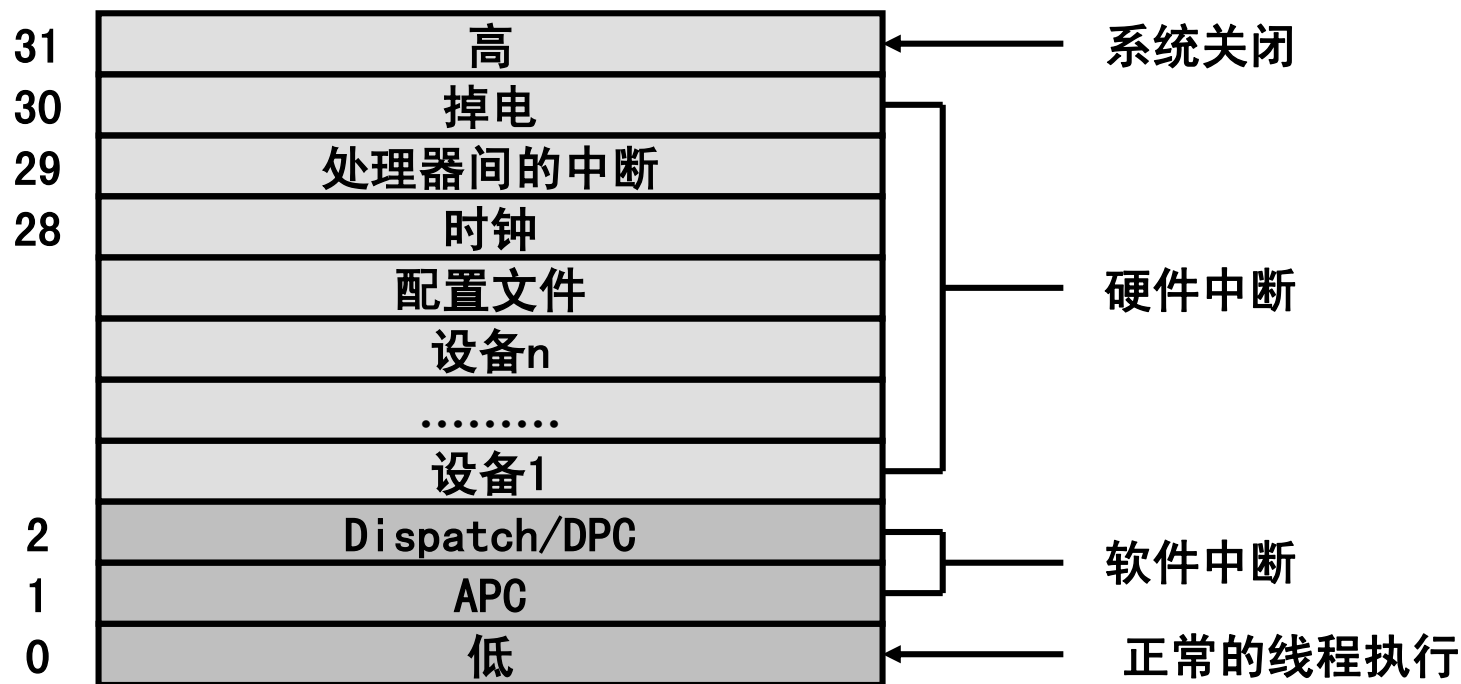 31 高 系统关闭
30 掉电
29 处理器间的中断
28 时钟
配置文件 硬件中断
设备n
.........
设备1
2 Dispatch/DPC
软件中断
1 APC
0 低 正常的线程执行